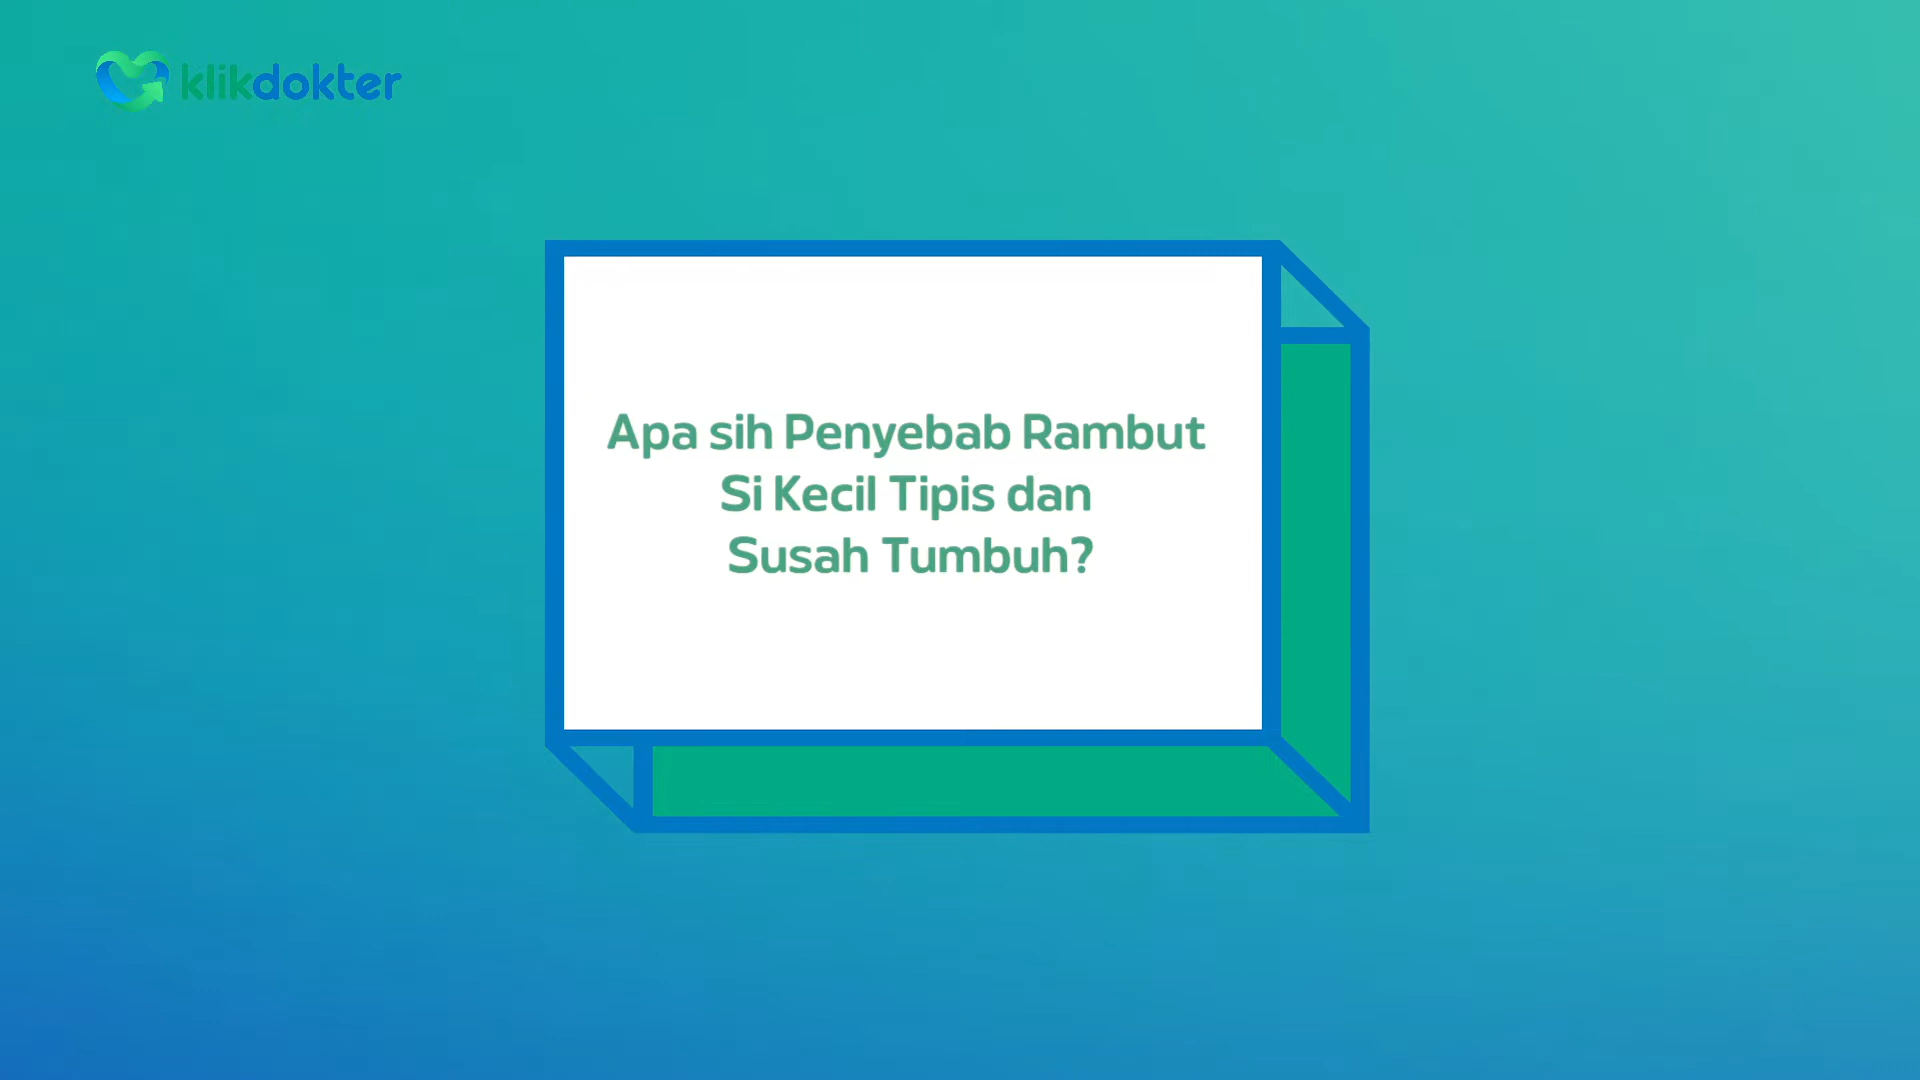 klikdokter
Apa sih Penyebab Rambut
Si Kecil Tipis dan
Susah Tumbuh?